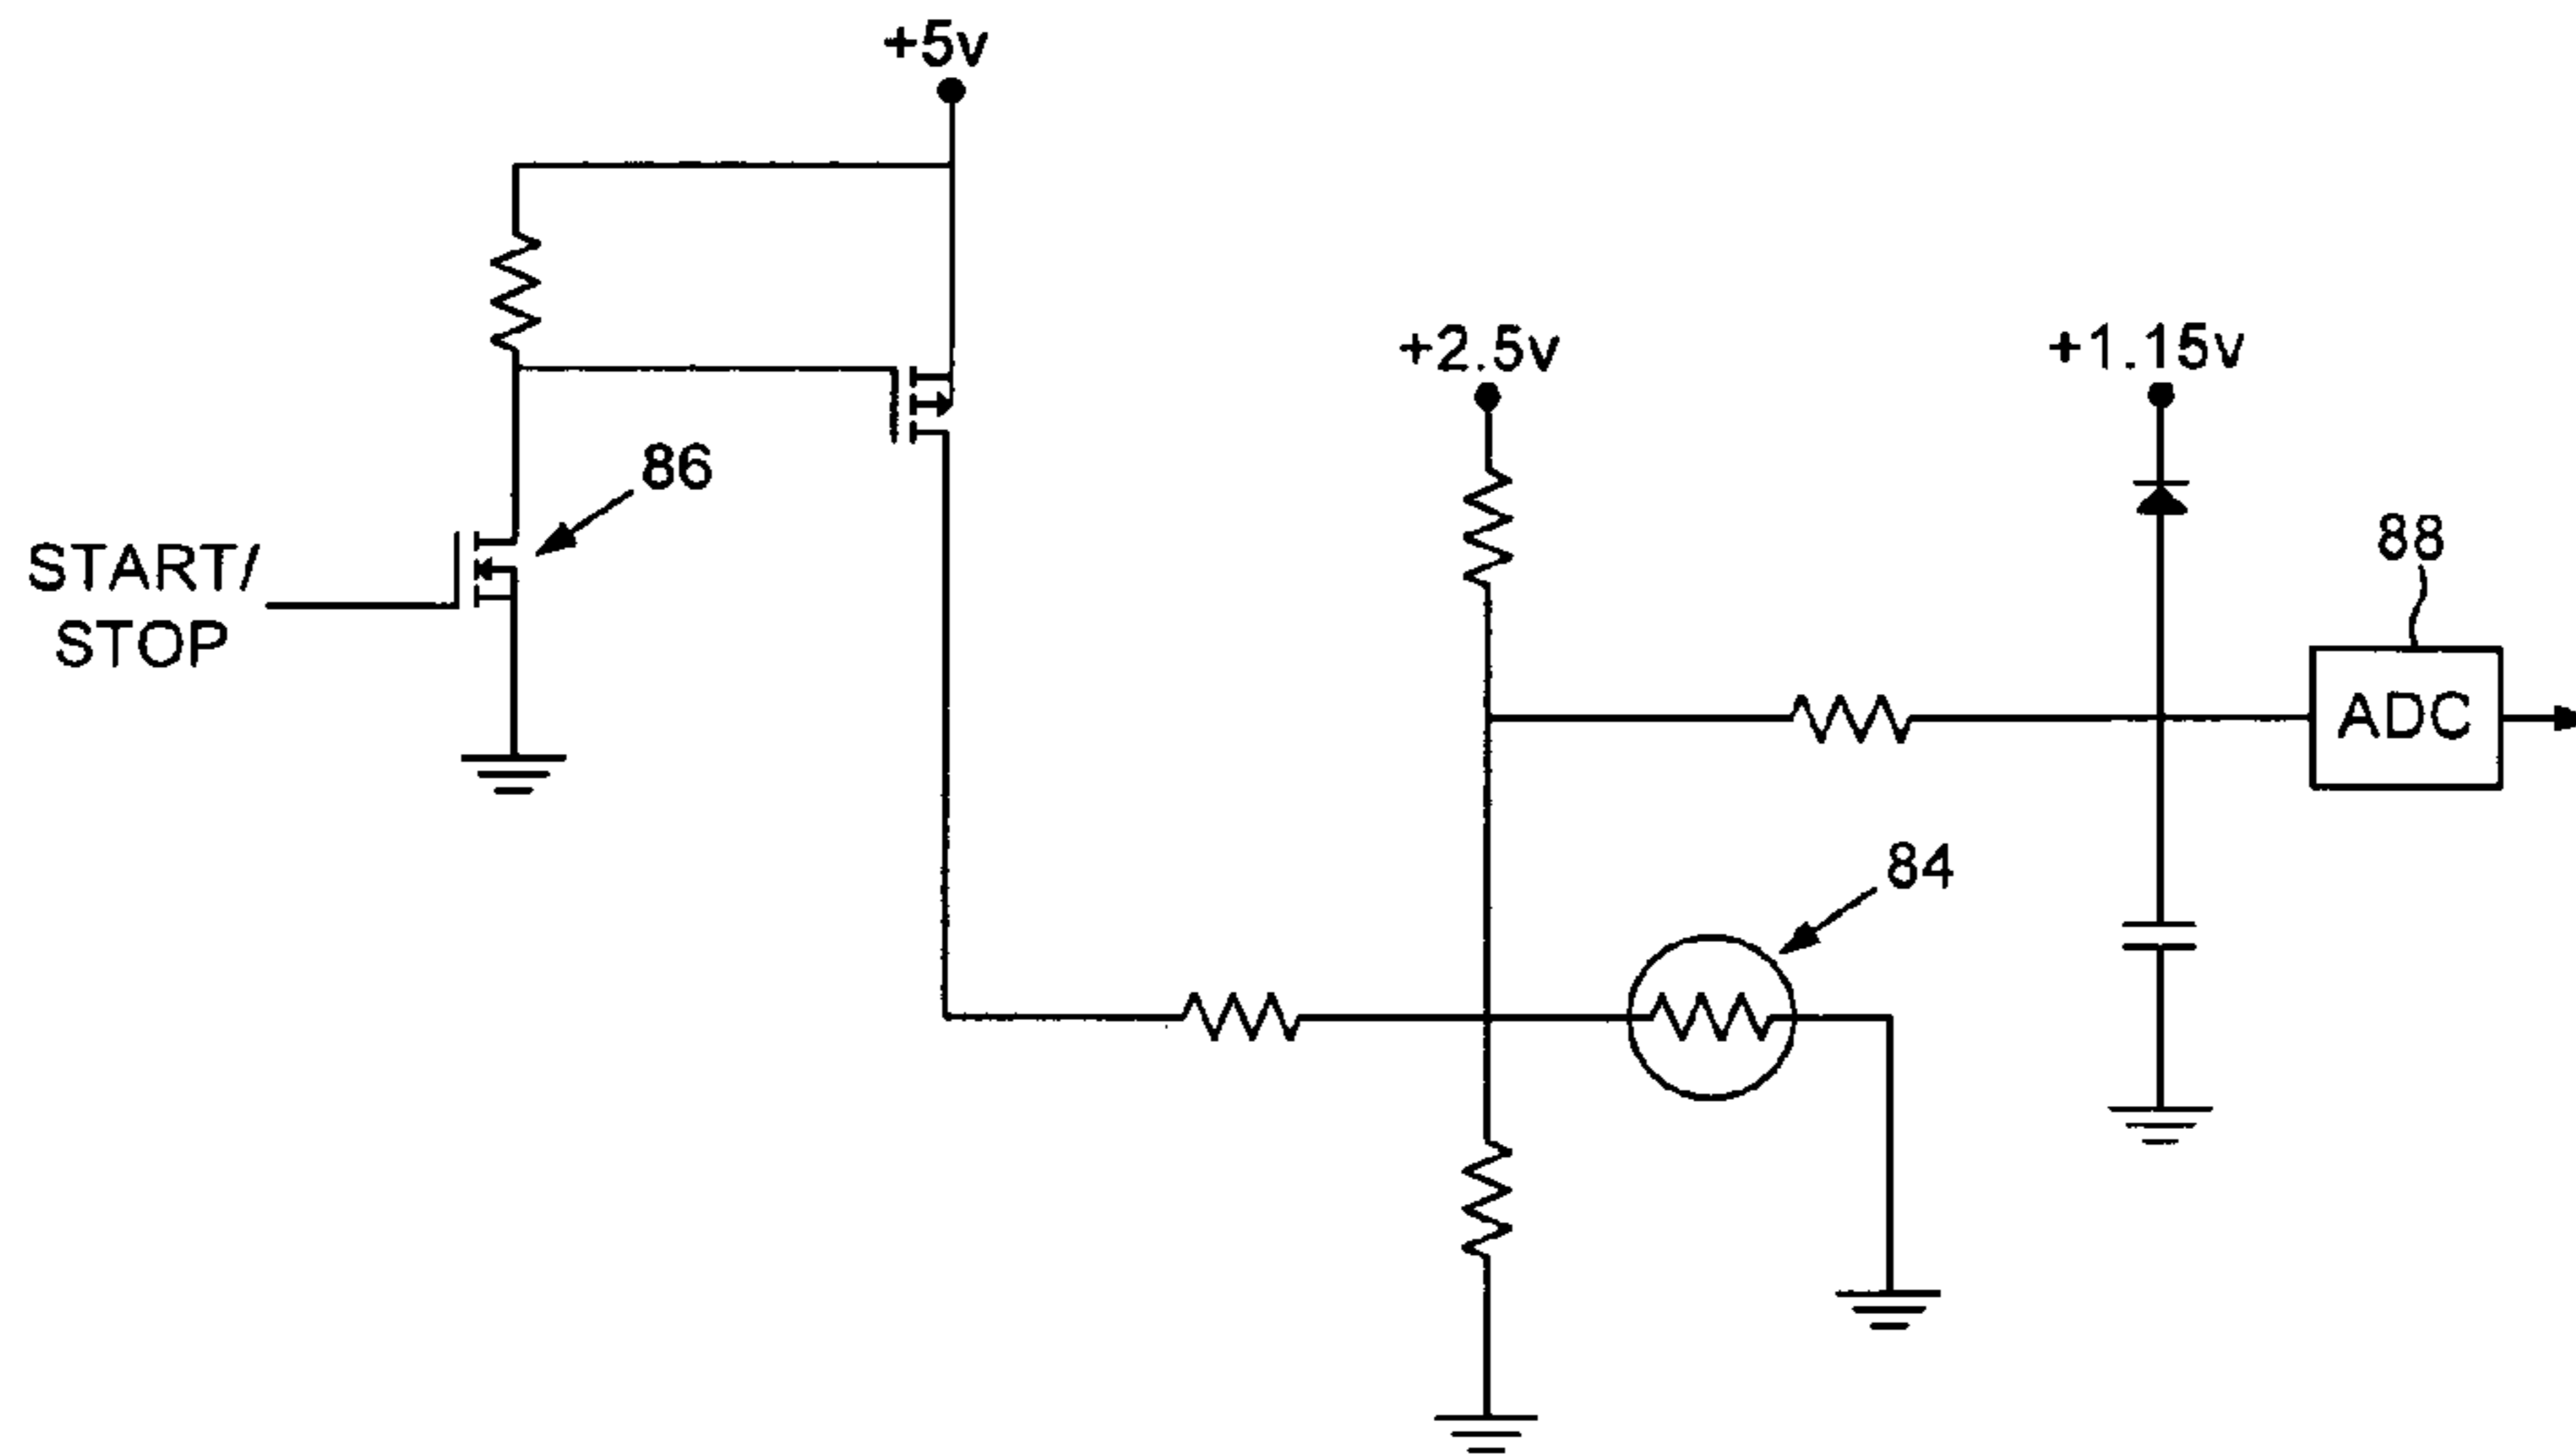 +5v
+2.5v
+1.15v
86
88
START/
STOP
ADC
84